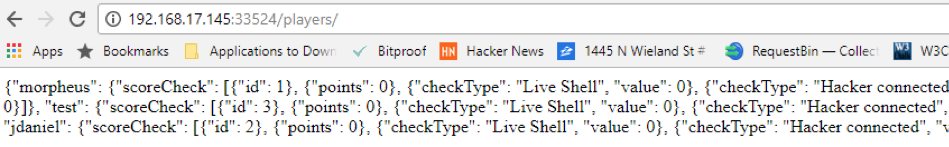 192.168.17.145:33524/players/
Apps Bookmarks Applications to Down Bitproof HN Hacker News 1445 N Wieland St # RequestBin — Collect W3 W3C
{"morpheus": {"scoreCheck": [{"id": 1}, {"points": 0}, {"checkType": "Live Shell", "value": 0}, {"checkType": "Hacker connected
0}]}, "test": {"scoreCheck": [{"id": 3}, {"points": 0}, {"checkType": "Live Shell", "value": 0}, {"checkType": "Hacker connected",
"jdaniel": {"scoreCheck": [{"id": 2}, {"points": 0}, {"checkType": "Live Shell", "value": 0}, {"checkType": "Hacker connected", "v